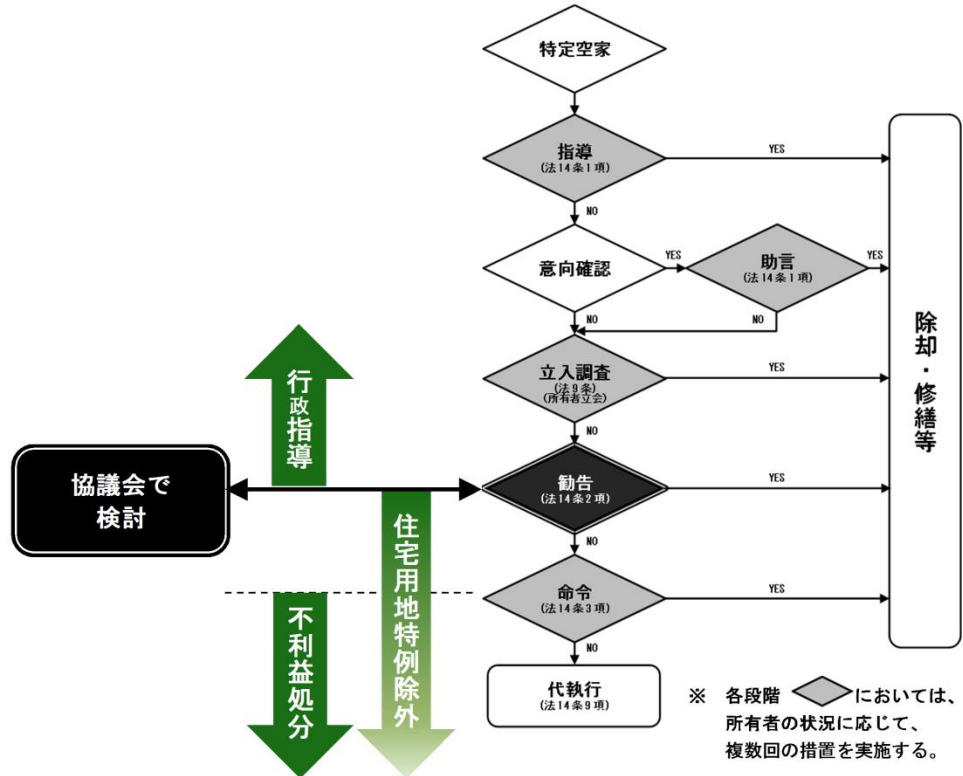 特定空家
指導
(法14条1項)
YES
NO
意向確認
YES
助言
(法14条1項)
YES
NO
NO
立入調査
(法9条)
(所有者立会)
YES
NO
勧告
(法14条2項)
YES
NO
命令
(法14条3項)
YES
NO
代執行
(法14条9項)
除却・修繕等
行政指導
協議会で
検討
住宅用地特例除外
不利益処分
※ 各段階 においては、
所有者の状況に応じて、
複数回の措置を実施する。